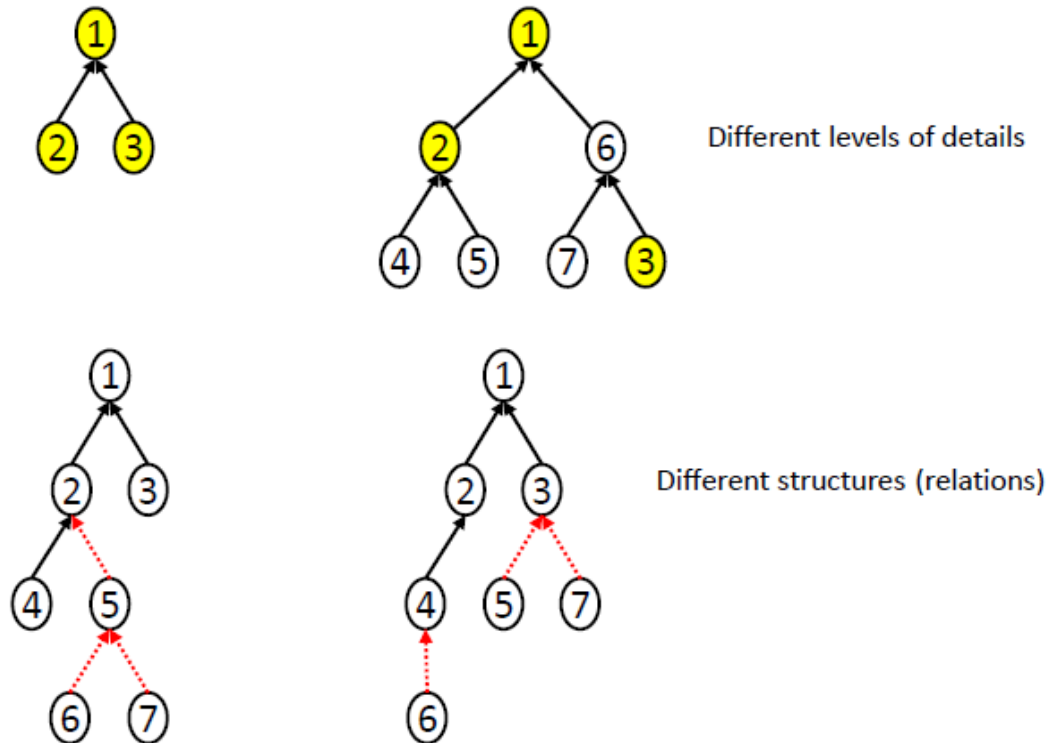 1 1
2 3 2 6 Different levels of details
4 5 7 3
1 1
2 3 2 3 Different structures (relations)
4 5 4 5 7
6 7 6